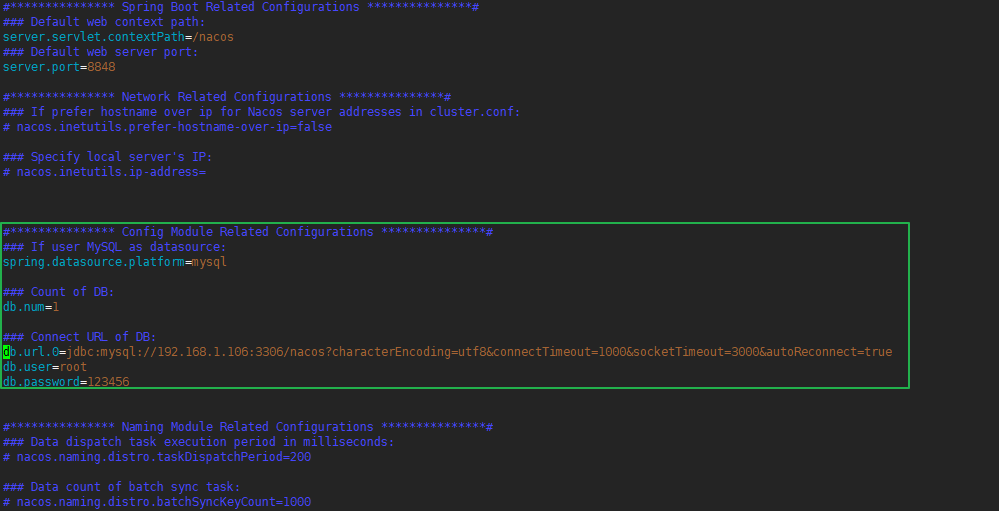 #*************** Spring Boot Related Configurations ***************#
### Default web context path:
server.servlet.contextPath=/nacos
### Default web server port:
server.port=8848
#*************** Network Related Configurations ***************#
### If prefer hostname over ip for Nacos server addresses in cluster.conf:
# nacos.inetutils.prefer-hostname-over-ip=false
### Specify local server's IP:
# nacos.inetutils.ip-address=
#*************** Config Module Related Configurations ***************#
### If user MySQL as datasource:
spring.datasource.platform=mysql
### Count of DB:
db.num=1
### Connect URL of DB:
db.url.0=jdbc:mysql://192.168.1.106:3306/nacos?characterEncoding=utf8&connectTimeout=1000&socketTimeout=3000&autoReconnect=true
db.user=root
db.password=123456
#*************** Naming Module Related Configurations ***************#
### Data dispatch task execution period in milliseconds:
# nacos.naming.distro.taskDispatchPeriod=200
### Data count of batch sync task:
# nacos.naming.distro.batchSyncKeyCount=1000